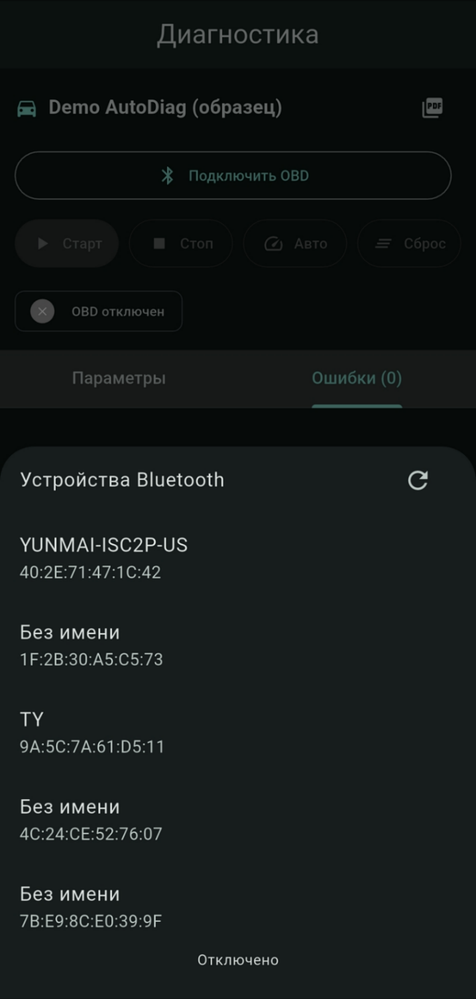 Диагностика
Demo AutoDiag (образец)
PDF
Подключить OBD
Старт
Стоп
Авто
Сброс
OBD отключен
Параметры
Ошибки (0)
Устройства Bluetooth
YUNMAI-ISC2P-US
40:2E:71:47:1C:42
Без имени
1F:2B:30:A5:C5:73
TY
9A:5C:7A:61:D5:11
Без имени
4C:24:CE:52:76:07
Без имени
7B:E9:8C:E0:39:9F
Отключено